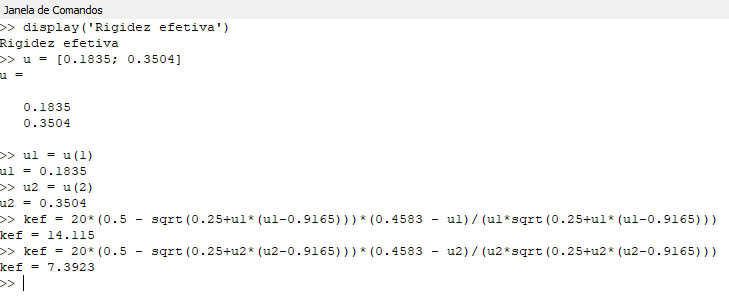 Janela de Comandos
>> display('Rigidez efetiva')
Rigidez efetiva
>> u = [0.1835; 0.3504]
u =
0.1835
0.3504
>> u1 = u(1)
u1 = 0.1835
>> u2 = u(2)
u2 = 0.3504
>> kef = 20*(0.5 - sqrt(0.25+u1*(u1-0.9165)))*(0.4583 - u1)/(u1*sqrt(0.25+u1*(u1-0.9165)))
kef = 14.115
>> kef = 20*(0.5 - sqrt(0.25+u2*(u2-0.9165)))*(0.4583 - u2)/(u2*sqrt(0.25+u2*(u2-0.9165)))
kef = 7.3923
>>